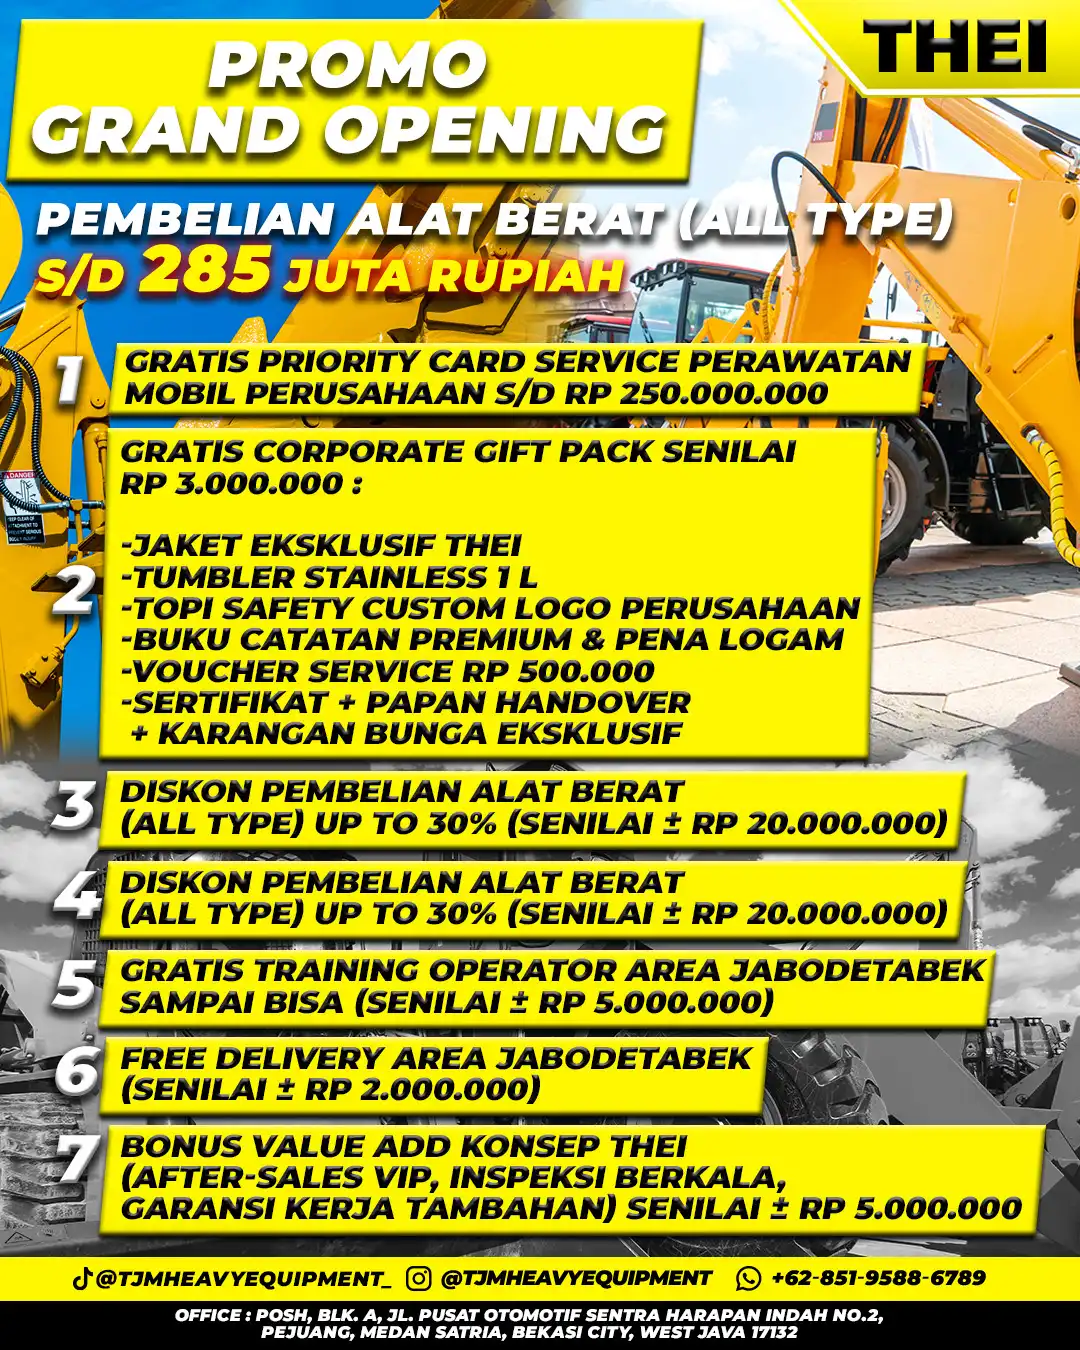 THEI
PROMO
GRAND OPENING
PEMBELIAN ALAT BERAT (ALL TYPE)
S/D 285 JUTA RUPIAH
1
GRATIS PRIORITY CARD SERVICE PERAWATAN
MOBIL PERUSAHAAN S/D RP 250.000.000
2
GRATIS CORPORATE GIFT PACK SENILAI
RP 3.000.000 :
-JAKET EKSKLUSIF THEI
-TUMBLER STAINLESS 1 L
-TOPI SAFETY CUSTOM LOGO PERUSAHAAN
-BUKU CATATAN PREMIUM & PENA LOGAM
-VOUCHER SERVICE RP 500.000
-SERTIFIKAT + PAPAN HANDOVER
+ KARANGAN BUNGA EKSKLUSIF
3
DISKON PEMBELIAN ALAT BERAT
(ALL TYPE) UP TO 30% (SENILAI ± RP 20.000.000)
4
DISKON PEMBELIAN ALAT BERAT
(ALL TYPE) UP TO 30% (SENILAI ± RP 20.000.000)
5
GRATIS TRAINING OPERATOR AREA JABODETABEK
SAMPAI BISA (SENILAI ± RP 5.000.000)
6
FREE DELIVERY AREA JABODETABEK
(SENILAI ± RP 2.000.000)
7
BONUS VALUE ADD KONSEP THEI
(AFTER-SALES VIP, INSPEKSI BERKALA,
GARANSI KERJA TAMBAHAN) SENILAI ± RP 5.000.000
@TJMHEAVYEQUIPMENT_ @TJMHEAVYEQUIPMENT +62-851-9588-6789
OFFICE : POSH, BLK. A, JL. PUSAT OTOMOTIF SENTRA HARAPAN INDAH NO.2,
PEJUANG, MEDAN SATRIA, BEKASI CITY, WEST JAVA 17132
DANGER